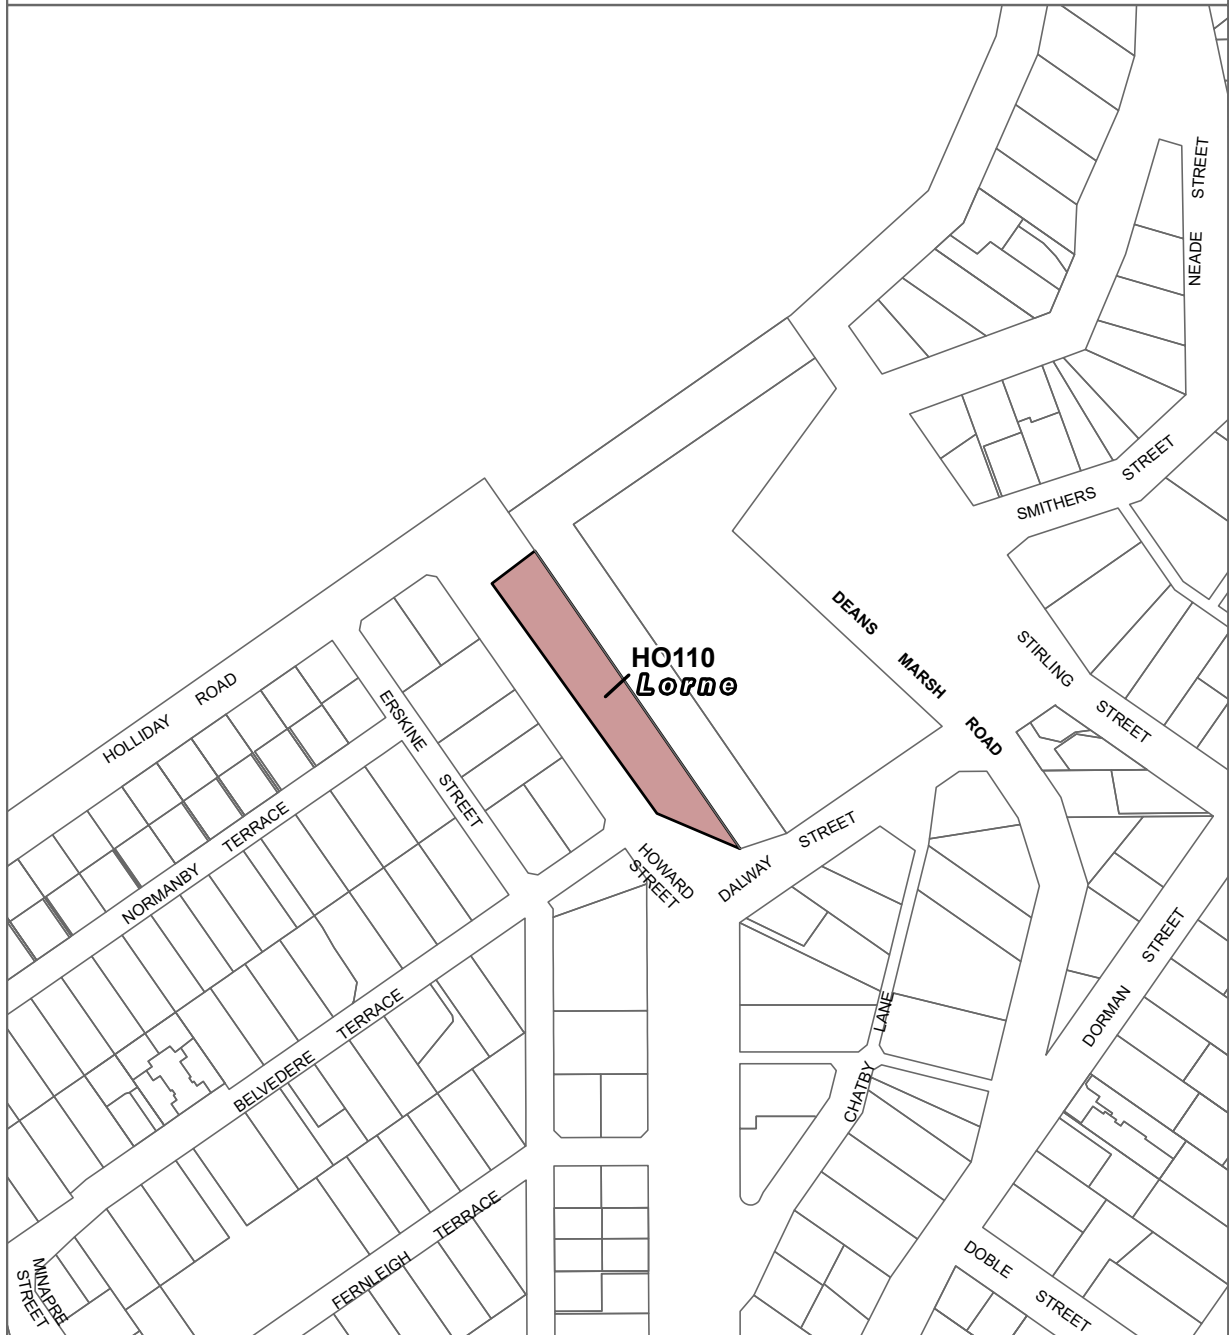 NEADE STREET
SMITHERS STREET
DEANS MARSH ROAD
STIRLING STREET
HO110
Lorne
HOLLIDAY ROAD
ERSKINE STREET
NORMANBY TERRACE
HOWARD
STREET
DALWAY STREET
DORMAN STREET
CHATBY LANE
BELVEDERE TERRACE
FERNLEIGH TERRACE
MINAPRE
STREET
DOBLE STREET